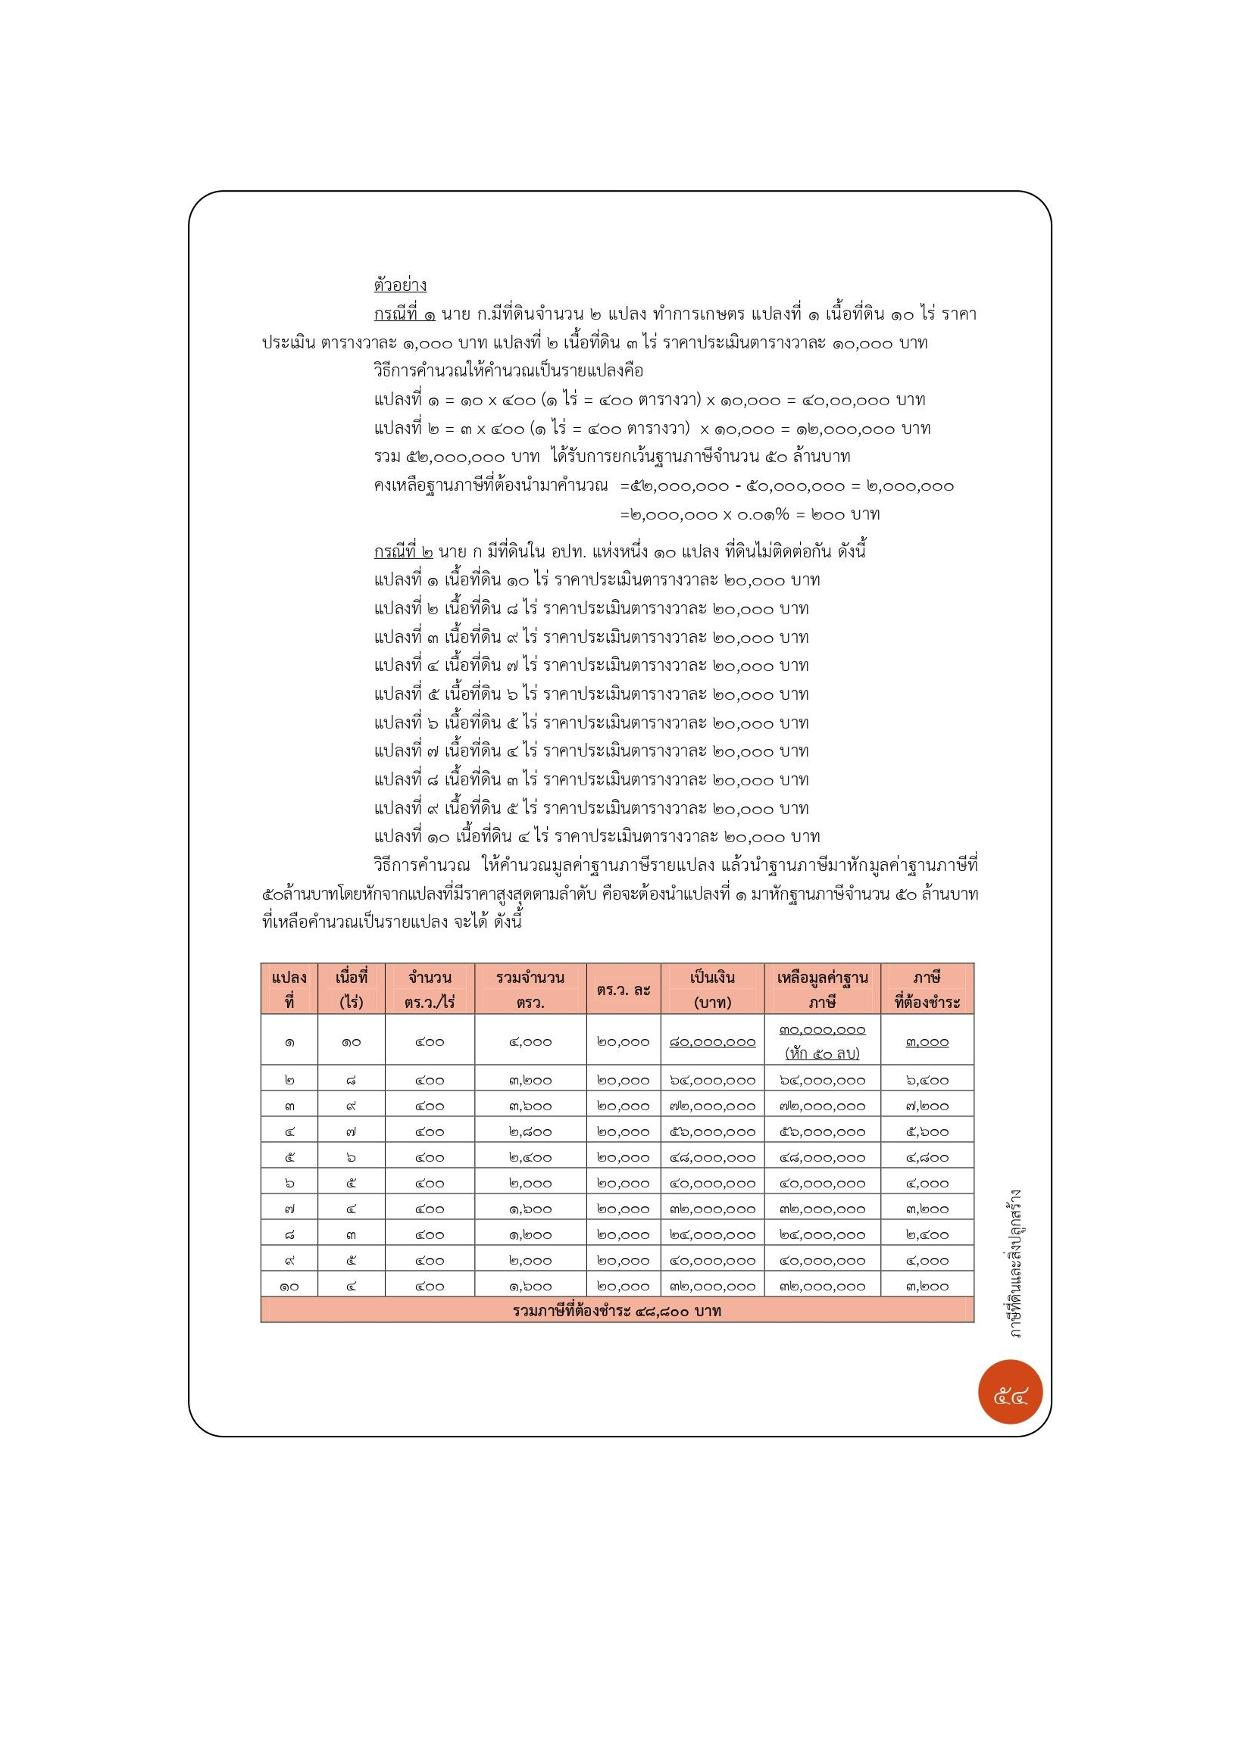 ตัวอย่าง
กรณีที่ ๑ นาย ก.มีที่ดินจำนวน ๒ แปลง ทำการเกษตร แปลงที่ ๑ เนื้อที่ดิน ๑๐ ไร่ ราคา
ประเมิน ตารางวาละ ๑,๐๐๐ บาท แปลงที่ ๒ เนื้อที่ดิน ๓ ไร่ ราคาประเมินตารางวาละ ๑๐,๐๐๐ บาท
วิธีการคำนวณให้คำนวณเป็นรายแปลงคือ
แปลงที่ ๑ = ๑๐ x ๔๐๐ (๑ ไร่ = ๔๐๐ ตารางวา) x ๑๐,๐๐๐ = ๔๐,๐๐,๐๐๐ บาท
แปลงที่ ๒ = ๓ x ๔๐๐ (๑ ไร่ = ๔๐๐ ตารางวา) x ๑๐,๐๐๐ = ๑๒,๐๐๐,๐๐๐ บาท
รวม ๕๒,๐๐๐,๐๐๐ บาท ได้รับการยกเว้นฐานภาษีจำนวน ๕๐ ล้านบาท
คงเหลือฐานภาษีที่ต้องนำมาคำนวณ =๕๒,๐๐๐,๐๐๐ - ๕๐,๐๐๐,๐๐๐ = ๒,๐๐๐,๐๐๐
=๒,๐๐๐,๐๐๐ x ๐.๐๑% = ๒๐๐ บาท
กรณีที่ ๒ นาย ก มีที่ดินใน อปท. แห่งหนึ่ง ๑๐ แปลง ที่ดินไม่ติดต่อกัน ดังนี้
แปลงที่ ๑ เนื้อที่ดิน ๑๐ ไร่ ราคาประเมินตารางวาละ ๒๐,๐๐๐ บาท
แปลงที่ ๒ เนื้อที่ดิน ๘ ไร่ ราคาประเมินตารางวาละ ๒๐,๐๐๐ บาท
แปลงที่ ๓ เนื้อที่ดิน ๙ ไร่ ราคาประเมินตารางวาละ ๒๐,๐๐๐ บาท
แปลงที่ ๔ เนื้อที่ดิน ๗ ไร่ ราคาประเมินตารางวาละ ๒๐,๐๐๐ บาท
แปลงที่ ๕ เนื้อที่ดิน ๖ ไร่ ราคาประเมินตารางวาละ ๒๐,๐๐๐ บาท
แปลงที่ ๖ เนื้อที่ดิน ๕ ไร่ ราคาประเมินตารางวาละ ๒๐,๐๐๐ บาท
แปลงที่ ๗ เนื้อที่ดิน ๔ ไร่ ราคาประเมินตารางวาละ ๒๐,๐๐๐ บาท
แปลงที่ ๘ เนื้อที่ดิน ๓ ไร่ ราคาประเมินตารางวาละ ๒๐,๐๐๐ บาท
แปลงที่ ๙ เนื้อที่ดิน ๕ ไร่ ราคาประเมินตารางวาละ ๒๐,๐๐๐ บาท
แปลงที่ ๑๐ เนื้อที่ดิน ๔ ไร่ ราคาประเมินตารางวาละ ๒๐,๐๐๐ บาท
วิธีการคำนวณ ให้คำนวณมูลค่าฐานภาษีรายแปลง แล้วนำฐานภาษีมาหักมูลค่าฐานภาษีที่
๕๐ล้านบาทโดยหักจากแปลงที่มีราคาสูงสุดตามลำดับ คือจะต้องนำแปลงที่ ๑ มาหักฐานภาษีจำนวน ๕๐ ล้านบาท
ที่เหลือคำนวณเป็นรายแปลง จะได้ ดังนี้
แปลง เนื่อที่ จำนวน รวมจำนวน ตร.ว. ละ เป็นเงิน เหลือมูลค่าฐาน ภาษี
ที่ (ไร่) ตร.ว./ไร่ ตรว. (บาท) ภาษี ที่ต้องชำระ
๑ ๑๐ ๔๐๐ ๔,๐๐๐ ๒๐,๐๐๐ ๘๐,๐๐๐,๐๐๐ ๓๐,๐๐๐,๐๐๐ ๓,๐๐๐
(หัก ๕๐ ลบ)
๒ ๘ ๔๐๐ ๓,๒๐๐ ๒๐,๐๐๐ ๖๔,๐๐๐,๐๐๐ ๖๔,๐๐๐,๐๐๐ ๖,๔๐๐
๓ ๙ ๔๐๐ ๓,๖๐๐ ๒๐,๐๐๐ ๗๒,๐๐๐,๐๐๐ ๗๒,๐๐๐,๐๐๐ ๗,๒๐๐
๔ ๗ ๔๐๐ ๒,๘๐๐ ๒๐,๐๐๐ ๕๖,๐๐๐,๐๐๐ ๕๖,๐๐๐,๐๐๐ ๕,๖๐๐
๕ ๖ ๔๐๐ ๒,๔๐๐ ๒๐,๐๐๐ ๔๘,๐๐๐,๐๐๐ ๔๘,๐๐๐,๐๐๐ ๔,๘๐๐
๖ ๕ ๔๐๐ ๒,๐๐๐ ๒๐,๐๐๐ ๔๐,๐๐๐,๐๐๐ ๔๐,๐๐๐,๐๐๐ ๔,๐๐๐
๗ ๔ ๔๐๐ ๑,๖๐๐ ๒๐,๐๐๐ ๓๒,๐๐๐,๐๐๐ ๓๒,๐๐๐,๐๐๐ ๓,๒๐๐
๘ ๓ ๔๐๐ ๑,๒๐๐ ๒๐,๐๐๐ ๒๔,๐๐๐,๐๐๐ ๒๔,๐๐๐,๐๐๐ ๒,๔๐๐
๙ ๕ ๔๐๐ ๒,๐๐๐ ๒๐,๐๐๐ ๔๐,๐๐๐,๐๐๐ ๔๐,๐๐๐,๐๐๐ ๔,๐๐๐
๑๐ ๔ ๔๐๐ ๑,๖๐๐ ๒๐,๐๐๐ ๓๒,๐๐๐,๐๐๐ ๓๒,๐๐๐,๐๐๐ ๓,๒๐๐
รวมภาษีที่ต้องชำระ ๔๘,๘๐๐ บาท
ภาษีที่ดินและสิ่งปลูกสร้าง
๕๔